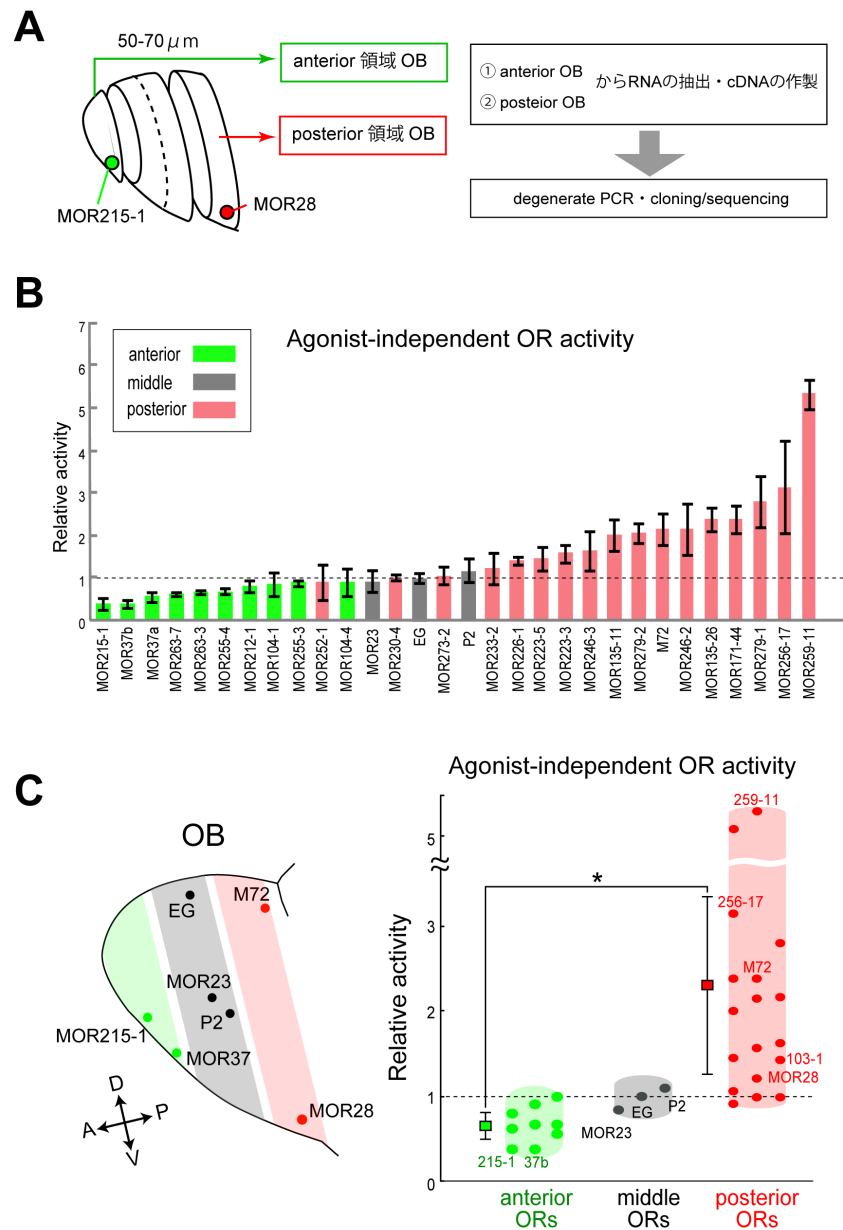 A
50-70 μm
anterior 領域 OB
posterior 領域 OB
MOR215-1
MOR28
① anterior OB
② posteior OB
からRNAの抽出・cDNAの作製
degenerate PCR・cloning/sequencing
B
Agonist-independent OR activity
anterior
middle
posterior
Relative activity
7
6
5
4
3
2
1
0
MOR215-1
MOR37b
MOR37a
MOR263-7
MOR263-3
MOR255-4
MOR212-1
MOR104-1
MOR255-3
MOR252-1
MOR104-4
MOR23
MOR230-4
EG
MOR273-2
P2
MOR233-2
MOR226-1
MOR223-5
MOR223-3
MOR246-3
MOR135-11
MOR279-2
M72
MOR246-2
MOR135-26
MOR171-44
MOR279-1
MOR256-17
MOR259-11
C
OB
M72
EG
MOR23
P2
MOR215-1
MOR37
MOR28
D
A
P
V
Agonist-independent OR activity
Relative activity
5
3
2
1
0
*
259-11
256-17
M72
103-1
MOR28
P2
EG
MOR23
215-1
37b
anterior
ORs
middle
ORs
posterior
ORs